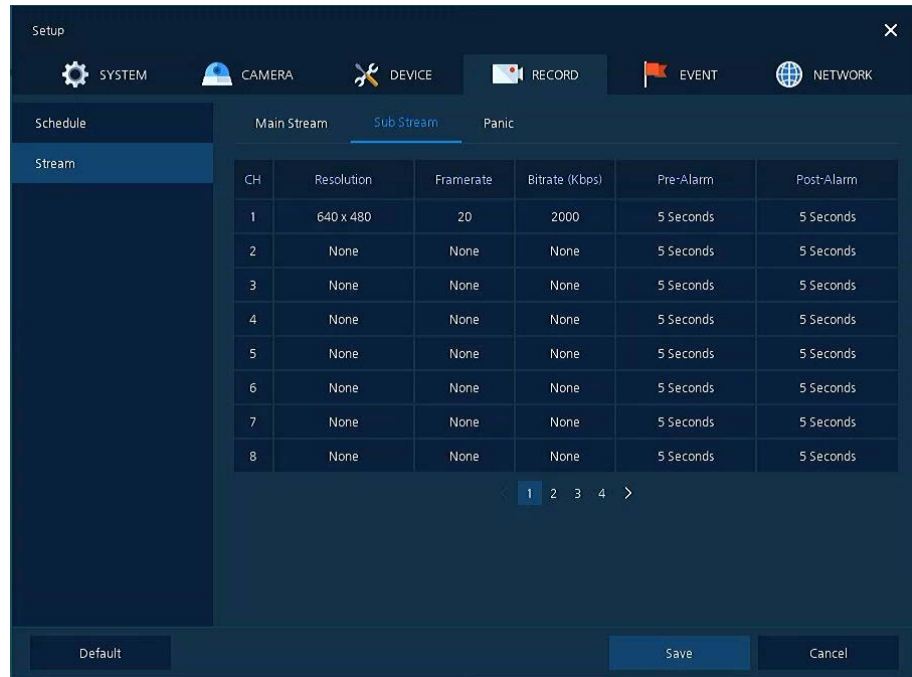 Setup
SYSTEM CAMERA DEVICE RECORD EVENT NETWORK
Schedule
Stream
Main Stream Sub Stream Panic
CH Resolution Framerate Bitrate (Kbps) Pre-Alarm Post-Alarm
1 640 x 480 20 2000 5 Seconds 5 Seconds
2 None None None 5 Seconds 5 Seconds
3 None None None 5 Seconds 5 Seconds
4 None None None 5 Seconds 5 Seconds
5 None None None 5 Seconds 5 Seconds
6 None None None 5 Seconds 5 Seconds
7 None None None 5 Seconds 5 Seconds
8 None None None 5 Seconds 5 Seconds
1 2 3 4
Default Save Cancel